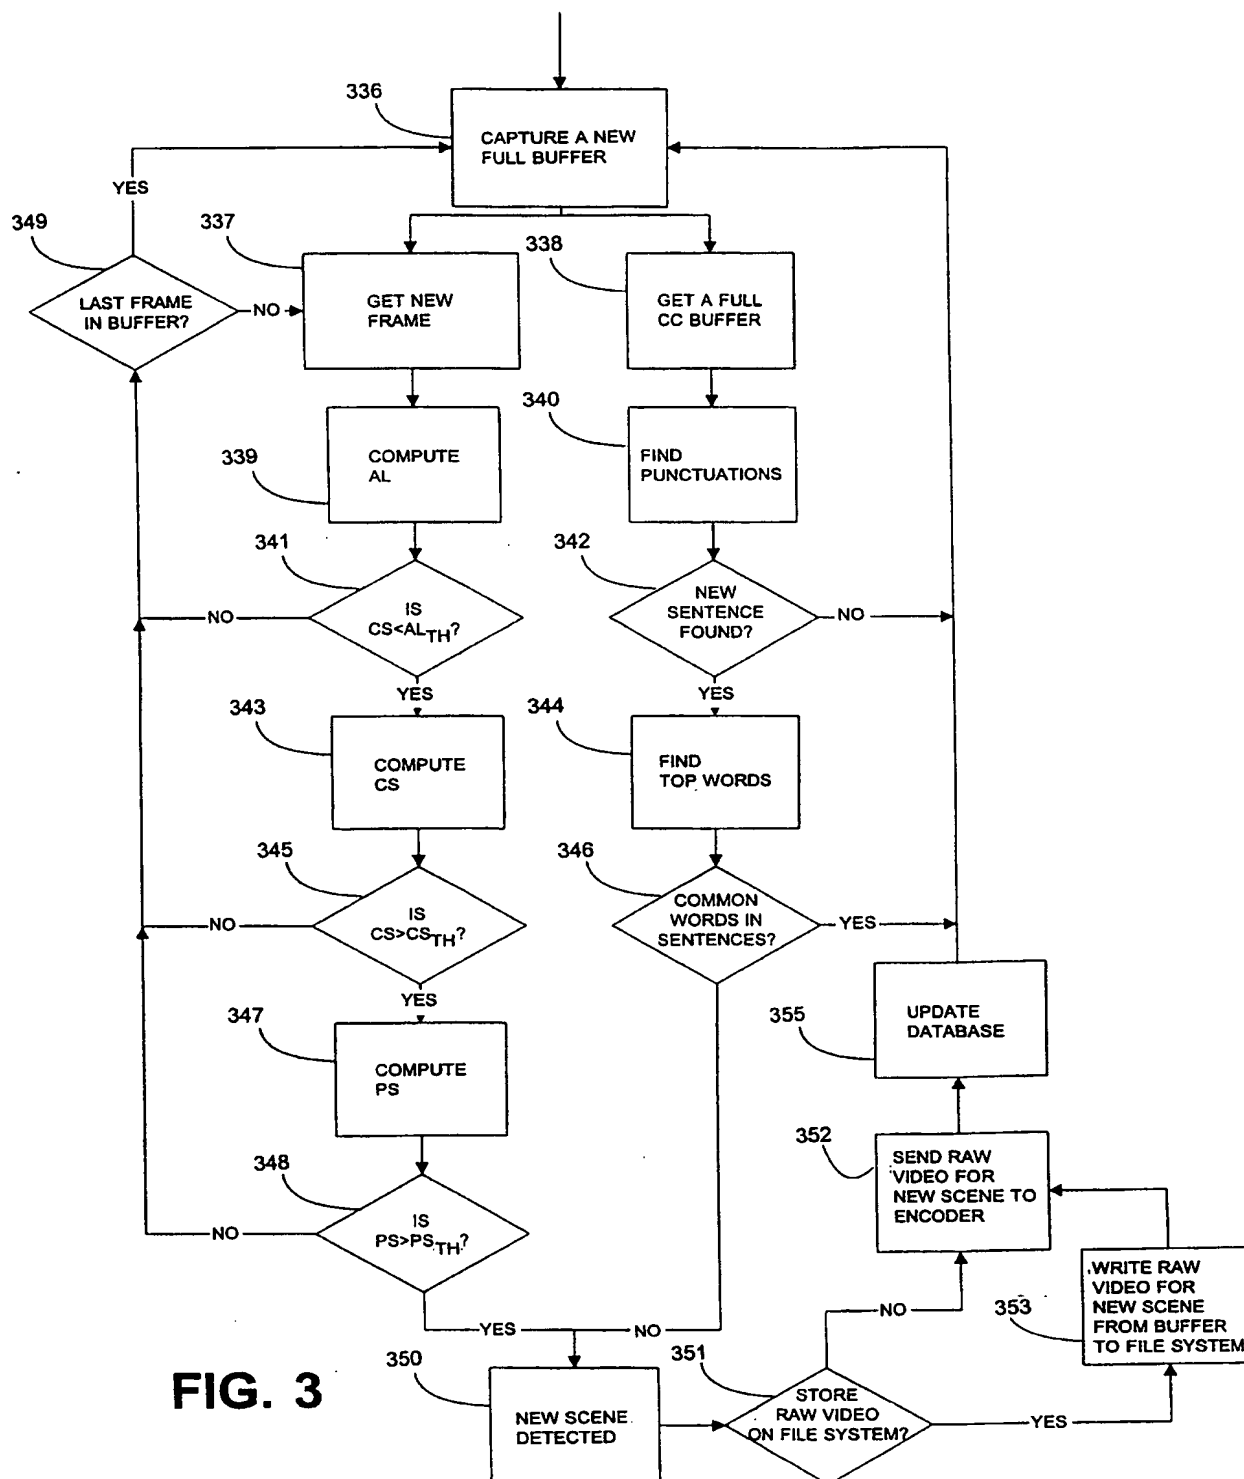 336
CAPTURE A NEW
FULL BUFFER
YES
349
337
338
LAST FRAME
IN BUFFER?
NO
GET NEW
FRAME
GET A FULL
CC BUFFER
340
339
COMPUTE
AL
FIND
PUNCTUATIONS
341
342
IS
CS<AL TH?
NO
NEW
SENTENCE
FOUND?
NO
YES
YES
343
344
COMPUTE
CS
FIND
TOP WORDS
345
346
IS
CS>CS TH?
NO
COMMON
WORDS IN
SENTENCES?
YES
YES
347
355
UPDATE
DATABASE
COMPUTE
PS
348
352
SEND RAW
VIDEO FOR
NEW SCENE TO
ENCODER
IS
PS>PS TH?
NO
353
WRITE RAW
VIDEO FOR
NEW SCENE
FROM BUFFER
TO FILE SYSTEM
YES
NO
NO
350
351
FIG. 3
NEW SCENE
DETECTED
STORE
RAW VIDEO
ON FILE SYSTEM?
YES